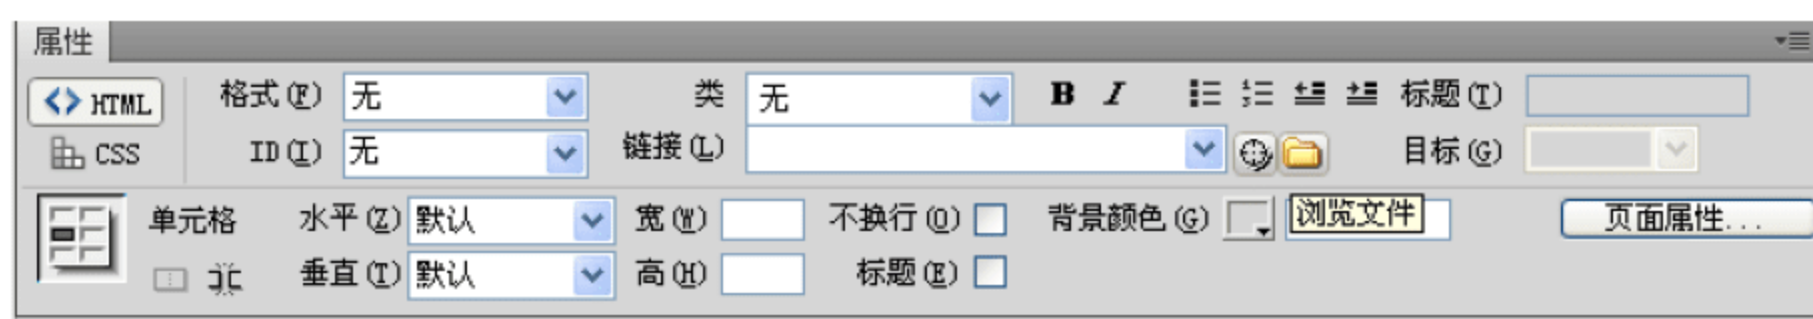 属性
HTML 格式(F) 无 类 无 B I 标题(T)
CSS ID(I) 无 链接(L) 目标(G)
单元格 水平(Z) 默认 宽(W) 不换行(O) 背景颜色(G) 浏览文件 页面属性...
垂直(T) 默认 高(H) 标题(E)